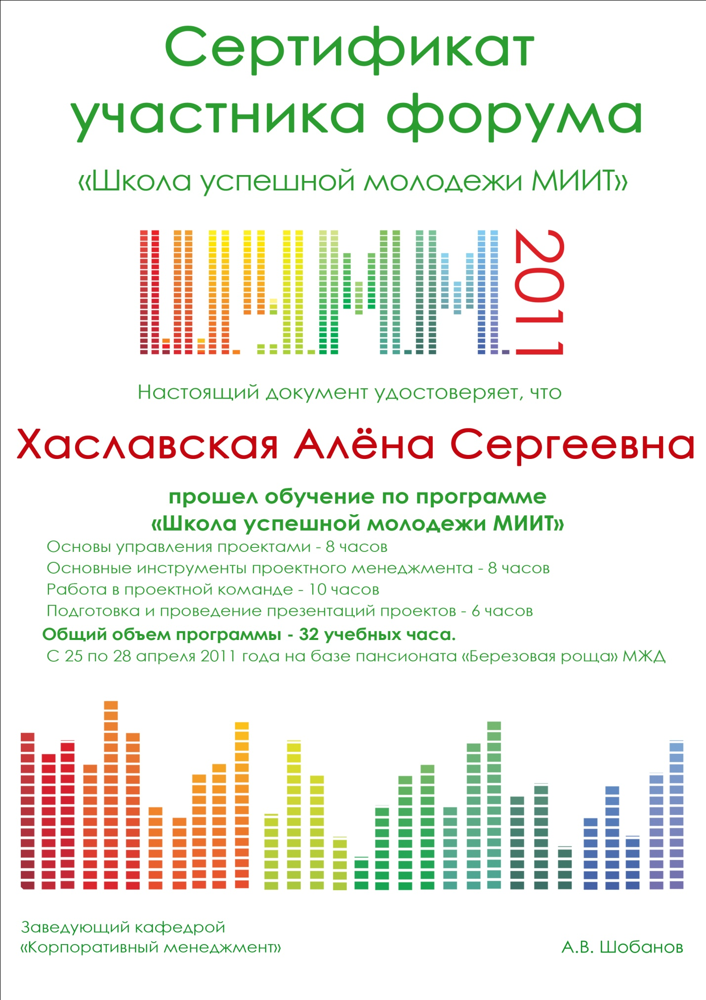 Сертификат
участника форума
«Школа успешной молодежи МИИТ»
ШУММ 2011
Настоящий документ удостоверяет, что
Хаславская Алёна Сергеевна
прошел обучение по программе
«Школа успешной молодежи МИИТ»
Основы управления проектами - 8 часов
Основные инструменты проектного менеджмента - 8 часов
Работа в проектной команде - 10 часов
Подготовка и проведение презентаций проектов - 6 часов
Общий объем программы - 32 учебных часа.
С 25 по 28 апреля 2011 года на базе пансионата «Березовая роща» МЖД
Заведующий кафедрой
«Корпоративный менеджмент»
А.В. Шобанов